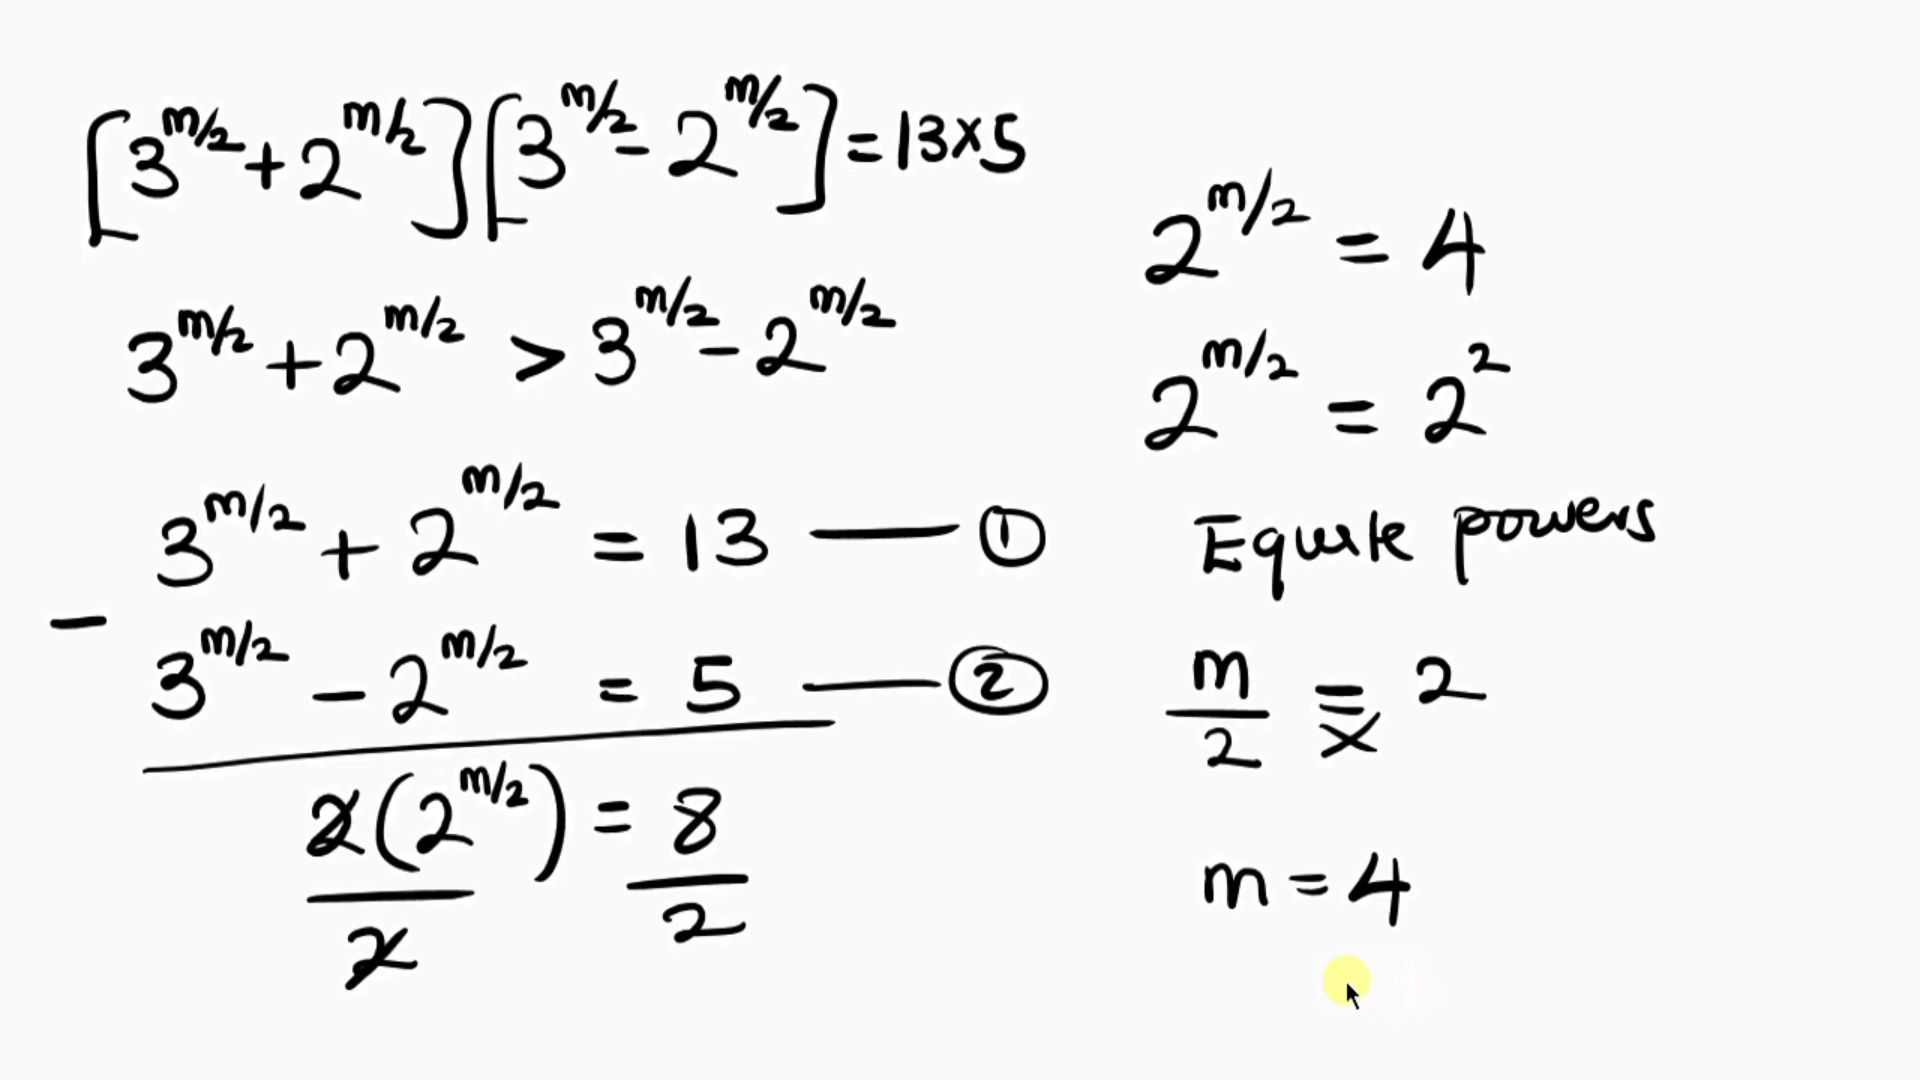 [3^{m/2}+2^{m/2}][3^{m/2}-2^{m/2}]=13×5
3^{m/2}+2^{m/2} > 3^{m/2}-2^{m/2}
3^{m/2}+2^{m/2} = 13 — ①
- 3^{m/2}-2^{m/2} = 5 — ②
2(2^{m/2})/2 = 8/2
2^{m/2} = 4
2^{m/2} = 2^2
Equate powers
m/2 = 2
m = 4